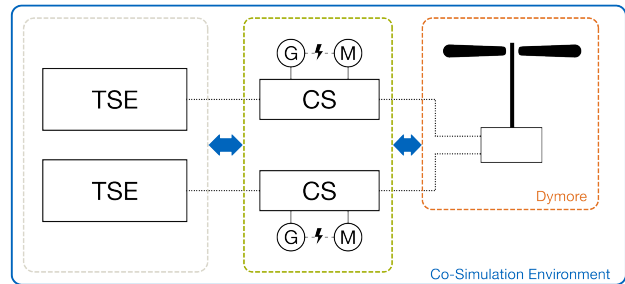 G M
TSE CS
TSE CS
G M
Dymore
Co-Simulation Environment